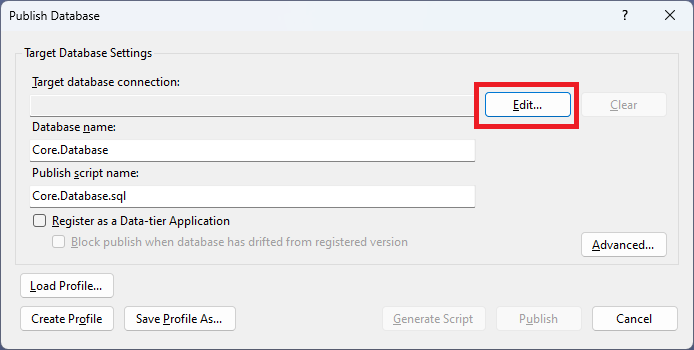 Publish Database
?
Target Database Settings
Target database connection:
Edit...
Clear
Database name:
Core.Database
Publish script name:
Core.Database.sql
Register as a Data-tier Application
Block publish when database has drifted from registered version
Advanced...
Load Profile...
Create Profile
Save Profile As...
Generate Script
Publish
Cancel